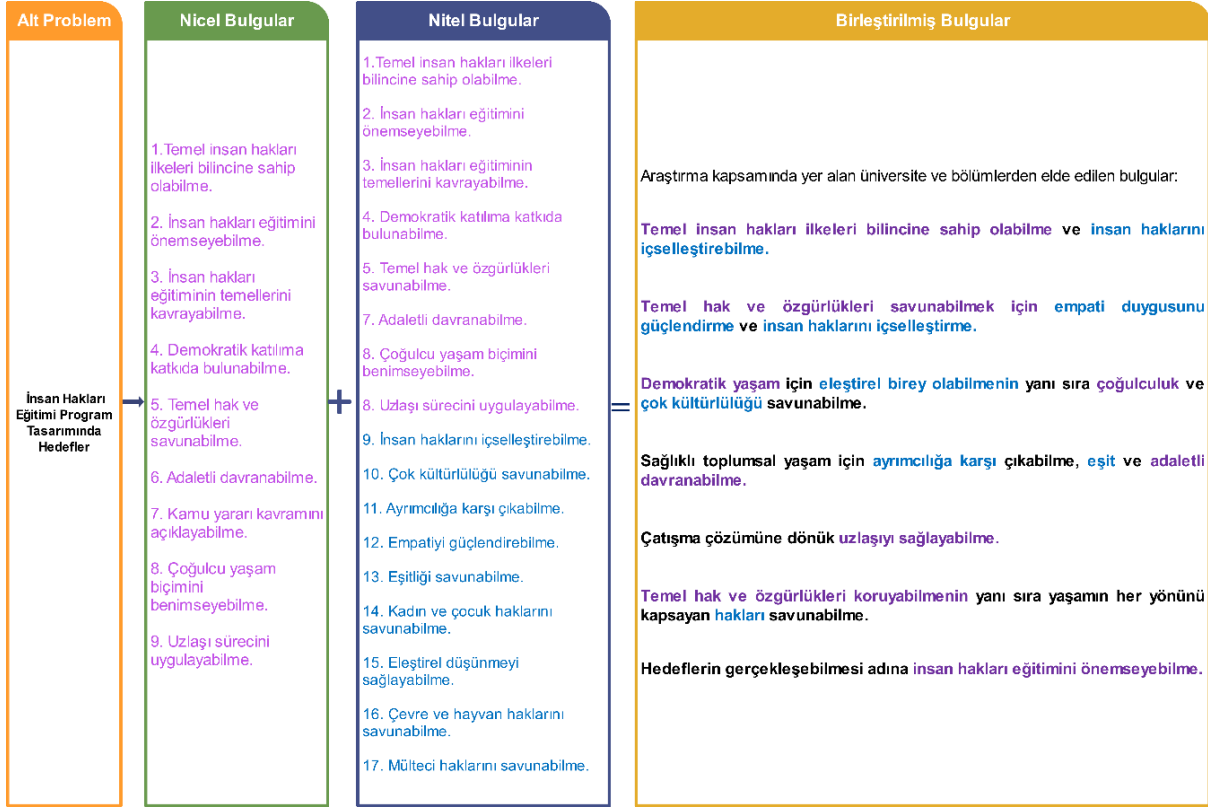 Alt Problem
İnsan Hakları
Eğitimi Program
Tasarımında
Hedefler
Nicel Bulgular
1.Temel insan hakları
ilkeleri bilincine sahip
olabilme.
2. İnsan hakları eğitimini
önemseyebilme.
3. İnsan hakları
eğitiminin temellerini
kavrayabilme.
4. Demokratik katılıma
katkıda bulunabilme.
5. Temel hak ve
özgürlükleri
savunabilme.
6. Adaletli davranabilme.
7. Kamu yararı kavramını
açıklayabilme.
8. Çoğulcu yaşam
biçimini
benimseyebilme.
9. Uzlaşı sürecini
uygulayabilme.
+
Nitel Bulgular
1.Temel insan hakları ilkeleri
bilincine sahip olabilme.
2. İnsan hakları eğitimini
önemseyebilme.
3. İnsan hakları eğitiminin
temellerini kavrayabilme.
4. Demokratik katılıma katkıda
bulunabilme.
5. Temel hak ve özgürlükleri
savunabilme.
7. Adaletli davranabilme.
8. Çoğulcu yaşam biçimini
benimseyebilme.
8. Uzlaşı sürecini uygulayabilme.
9. İnsan haklarını içselleştirebilme.
10. Çok kültürlülüğü savunabilme.
11. Ayrımcılığa karşı çıkabilme.
12. Empatiyi güçlendirebilme.
13. Eşitliği savunabilme.
14. Kadın ve çocuk haklarını
savunabilme.
15. Eleştirel düşünmeyi
sağlayabilme.
16. Çevre ve hayvan haklarını
savunabilme.
17. Mülteci haklarını savunabilme.
=
Birleştirilmiş Bulgular
Araştırma kapsamında yer alan üniversite ve bölümlerden elde edilen bulgular:
Temel insan hakları ilkeleri bilincine sahip olabilme ve insan haklarını
içselleştirebilme.
Temel hak ve özgürlükleri savunabilmek için empati duygusunu
güçlendirme ve insan haklarını içselleştirme.
Demokratik yaşam için eleştirel birey olabilmenin yanı sıra çoğulculuk ve
çok kültürlülüğü savunabilme.
Sağlıklı toplumsal yaşam için ayrımcılığa karşı çıkabilme, eşit ve adaletli
davranabilme.
Çatışma çözümüne dönük uzlaşıyı sağlayabilme.
Temel hak ve özgürlükleri koruyabilmenin yanı sıra yaşamın her yönünü
kapsayan hakları savunabilme.
Hedeflerin gerçekleşebilmesi adına insan hakları eğitimini önemseyebilme.